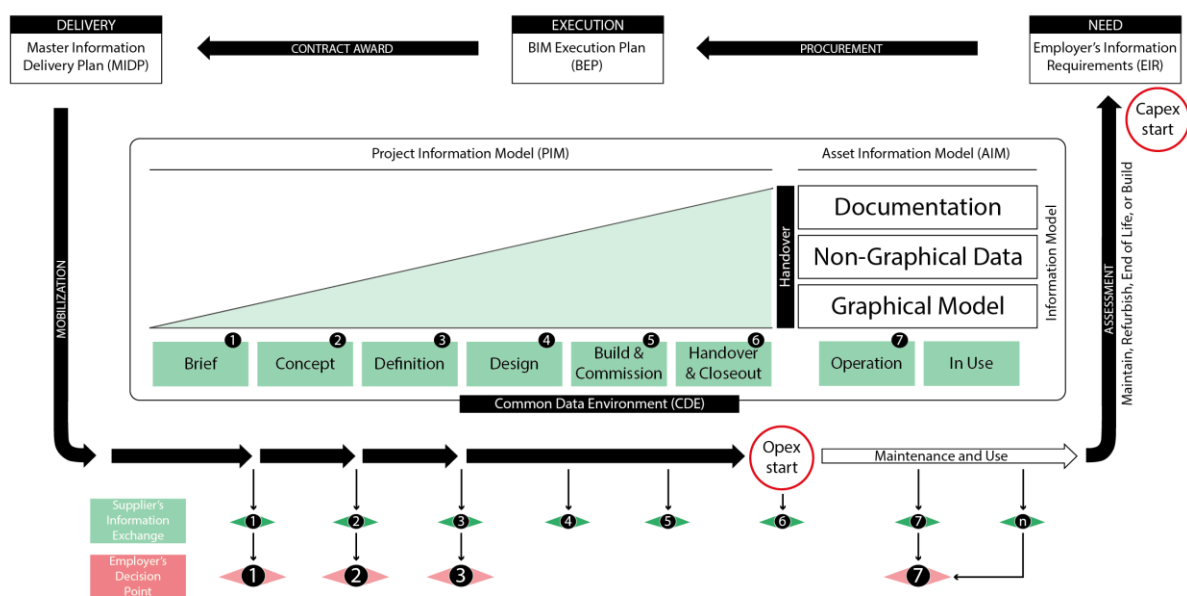 DELIVERY
Master Information
Delivery Plan (MIDP)
CONTRACT AWARD
EXECUTION
BIM Execution Plan
(BEP)
PROCUREMENT
NEED
Employer's Information
Requirements (EIR)
Capex
start
MOBILIZATION
Project Information Model (PIM)
Asset Information Model (AIM)
Handover
Documentation
Non-Graphical Data
Graphical Model
Information Model
ASSESSMENT
Maintain, Refurbish, End of Life, or Build
1
Brief
2
Concept
3
Definition
4
Design
5
Build &
Commission
6
Handover
& Closeout
7
Operation
In Use
Common Data Environment (CDE)
Opex
start
Maintenance and Use
Supplier's
Information
Exchange
1
2
3
4
5
6
7
n
Employer's
Decision
Point
1
2
3
7